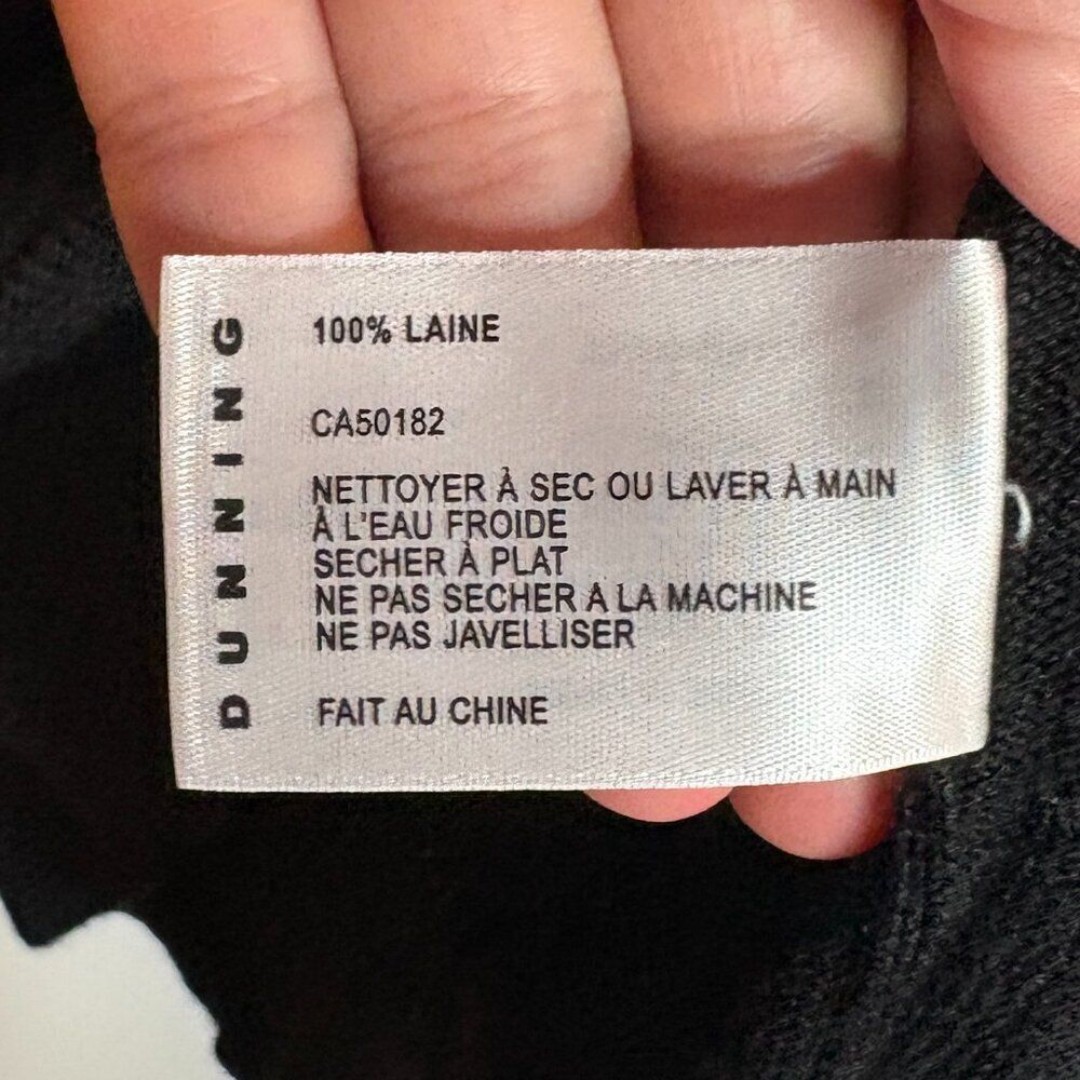 DUNNING
100% LAINE
CA50182
NETTOYER À SEC OU LAVER À MAIN
À L'EAU FROIDE
SECHER À PLAT
NE PAS SECHER A LA MACHINE
NE PAS JAVELLISER
FAIT AU CHINE